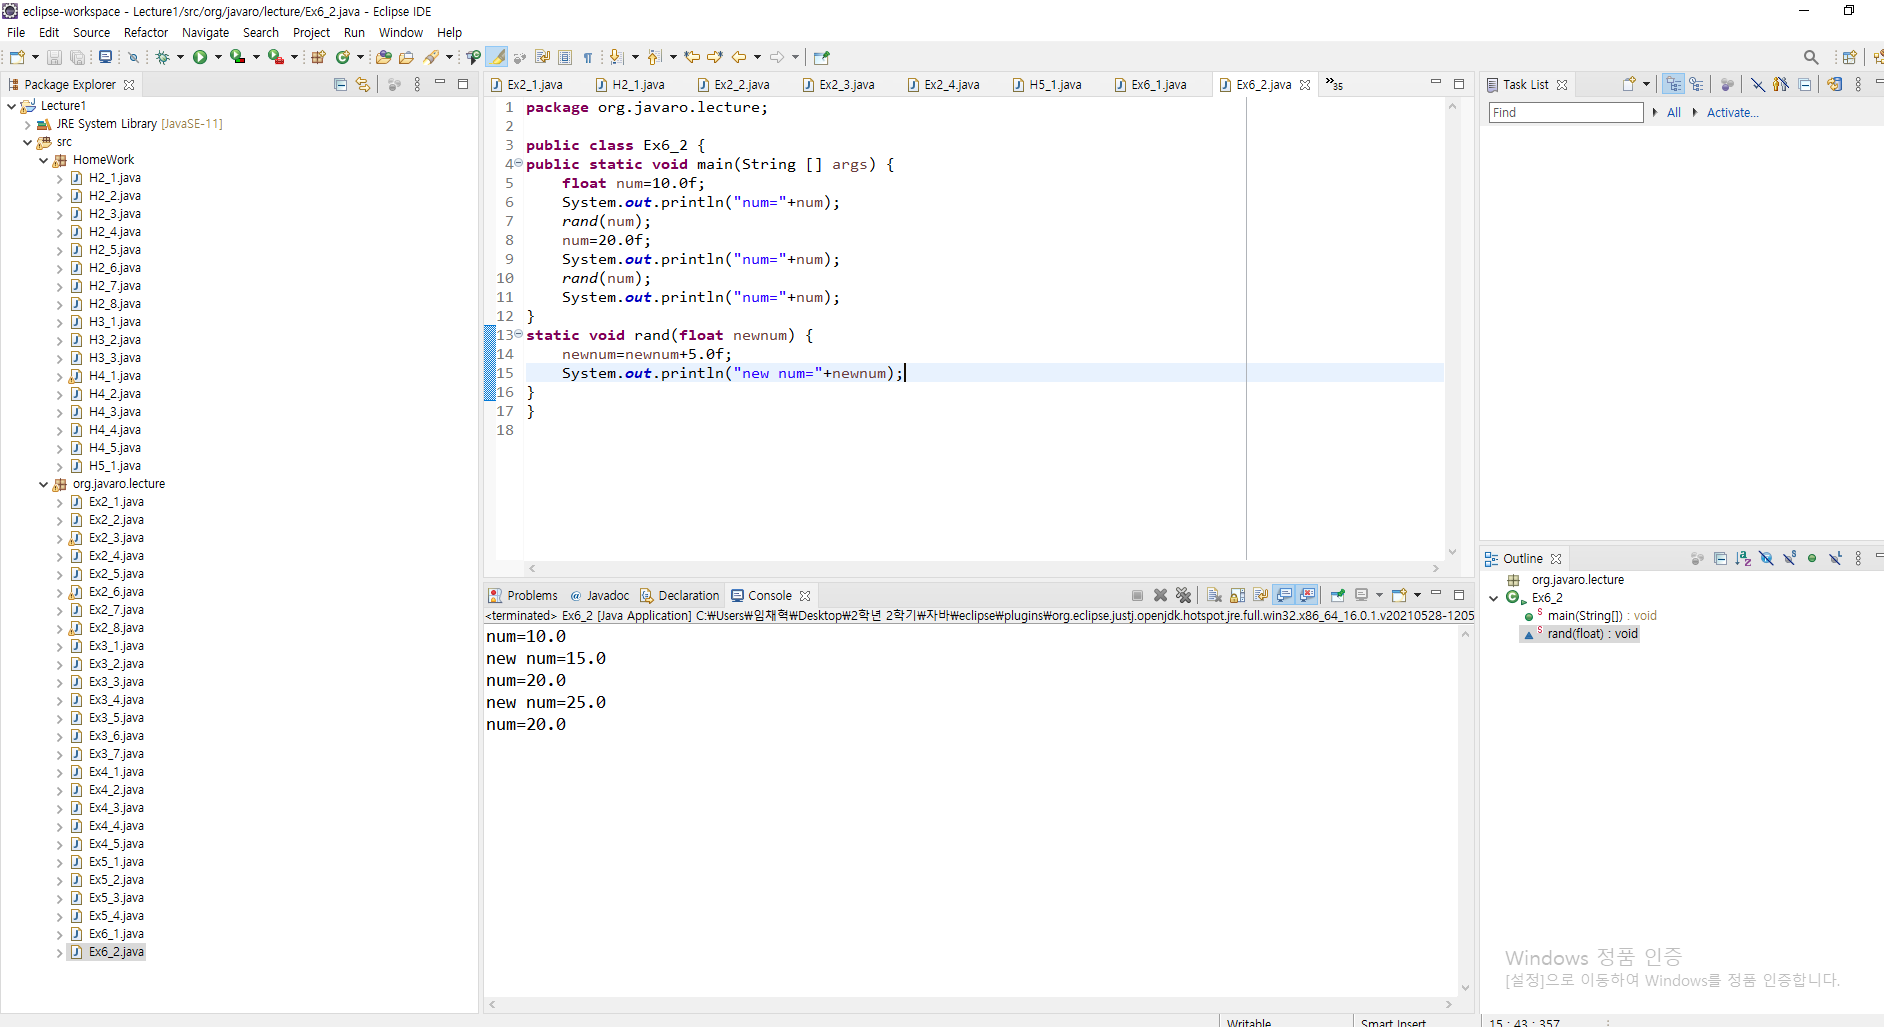 eclipse-workspace - Lecture1/src/org/javaro/lecture/Ex6_2.java - Eclipse IDE
File Edit Source Refactor Navigate Search Project Run Window Help
Package Explorer
Lecture1
JRE System Library [JavaSE-11]
src
HomeWork
H2_1.java
H2_2.java
H2_3.java
H2_4.java
H2_5.java
H2_6.java
H2_7.java
H2_8.java
H3_1.java
H3_2.java
H3_3.java
H4_1.java
H4_2.java
H4_3.java
H4_4.java
H4_5.java
H5_1.java
org.javaro.lecture
Ex2_1.java
Ex2_2.java
Ex2_3.java
Ex2_4.java
Ex2_5.java
Ex2_6.java
Ex2_7.java
Ex2_8.java
Ex3_1.java
Ex3_2.java
Ex3_3.java
Ex3_4.java
Ex3_5.java
Ex3_6.java
Ex3_7.java
Ex4_1.java
Ex4_2.java
Ex4_3.java
Ex4_4.java
Ex4_5.java
Ex5_1.java
Ex5_2.java
Ex5_3.java
Ex5_4.java
Ex6_1.java
Ex6_2.java
Ex2_1.java H2_1.java Ex2_2.java Ex2_3.java Ex2_4.java H5_1.java Ex6_1.java Ex6_2.java »35
1 package org.javaro.lecture;
2
3 public class Ex6_2 {
4 public static void main(String [] args) {
5 float num=10.0f;
6 System.out.println("num="+num);
7 rand(num);
8 num=20.0f;
9 System.out.println("num="+num);
10 rand(num);
11 System.out.println("num="+num);
12 }
13 static void rand(float newnum) {
14 newnum=newnum+5.0f;
15 System.out.println("new num="+newnum);
16 }
17 }
18
Problems @ Javadoc Declaration Console
<terminated> Ex6_2 [Java Application] C:₩Users₩임재혁₩Desktop₩2학년 2학기₩자바₩eclipse₩plugins₩org.eclipse.justj.openjdk.hotspot.jre.full.win32.x86_64_16.0.1.v20210528-1205
num=10.0
new num=15.0
num=20.0
new num=25.0
num=20.0
Task List
Find All Activate...
Outline
org.javaro.lecture
Ex6_2
main(String[]) : void
rand(float) : void
Windows 정품 인증
[설정]으로 이동하여 Windows를 정품 인증합니다.
Writable Smart Insert 15 : 43 : 357